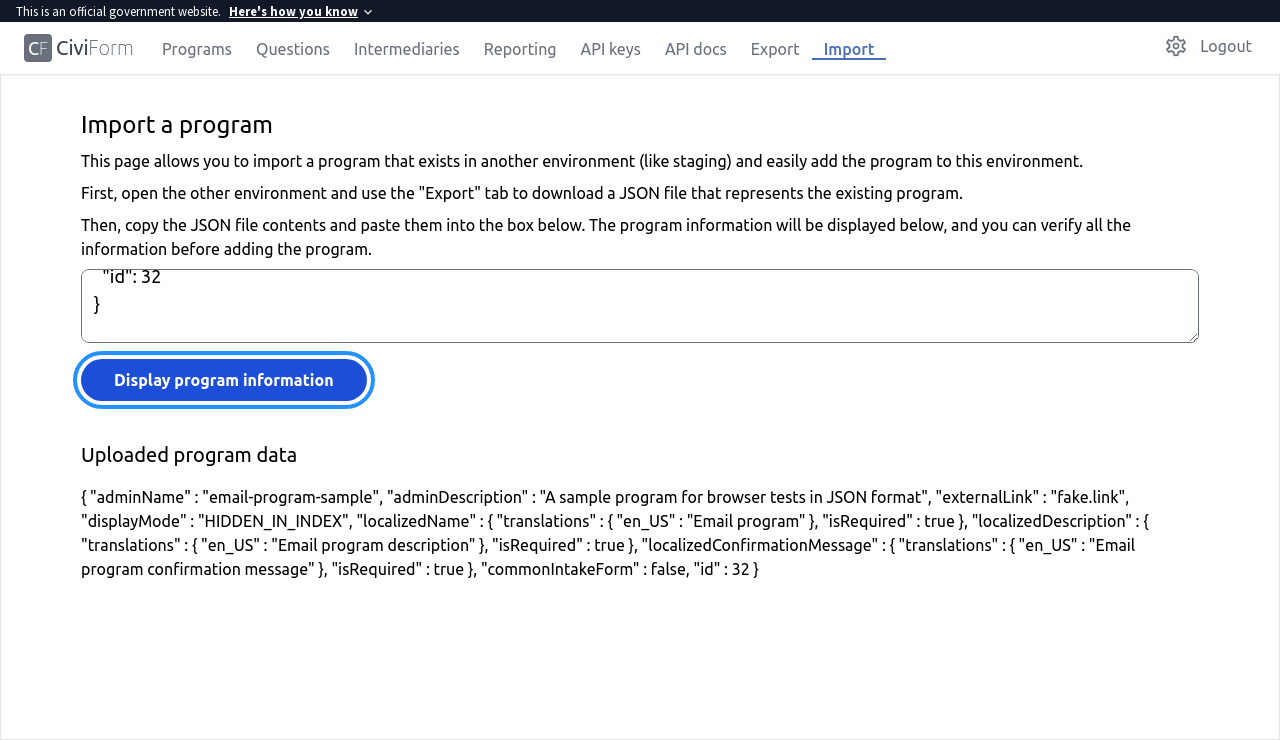 This is an official government website. Here's how you know
CF CiviForm Programs Questions Intermediaries Reporting API keys API docs Export Import Logout
Import a program
This page allows you to import a program that exists in another environment (like staging) and easily add the program to this environment.
First, open the other environment and use the "Export" tab to download a JSON file that represents the existing program.
Then, copy the JSON file contents and paste them into the box below. The program information will be displayed below, and you can verify all the
information before adding the program.
"id": 32
}
Display program information
Uploaded program data
{ "adminName" : "email-program-sample", "adminDescription" : "A sample program for browser tests in JSON format", "externalLink" : "fake.link",
"displayMode" : "HIDDEN_IN_INDEX", "localizedName" : { "translations" : { "en_US" : "Email program" }, "isRequired" : true }, "localizedDescription" : {
"translations" : { "en_US" : "Email program description" }, "isRequired" : true }, "localizedConfirmationMessage" : { "translations" : { "en_US" : "Email
program confirmation message" }, "isRequired" : true }, "commonIntakeForm" : false, "id" : 32 }